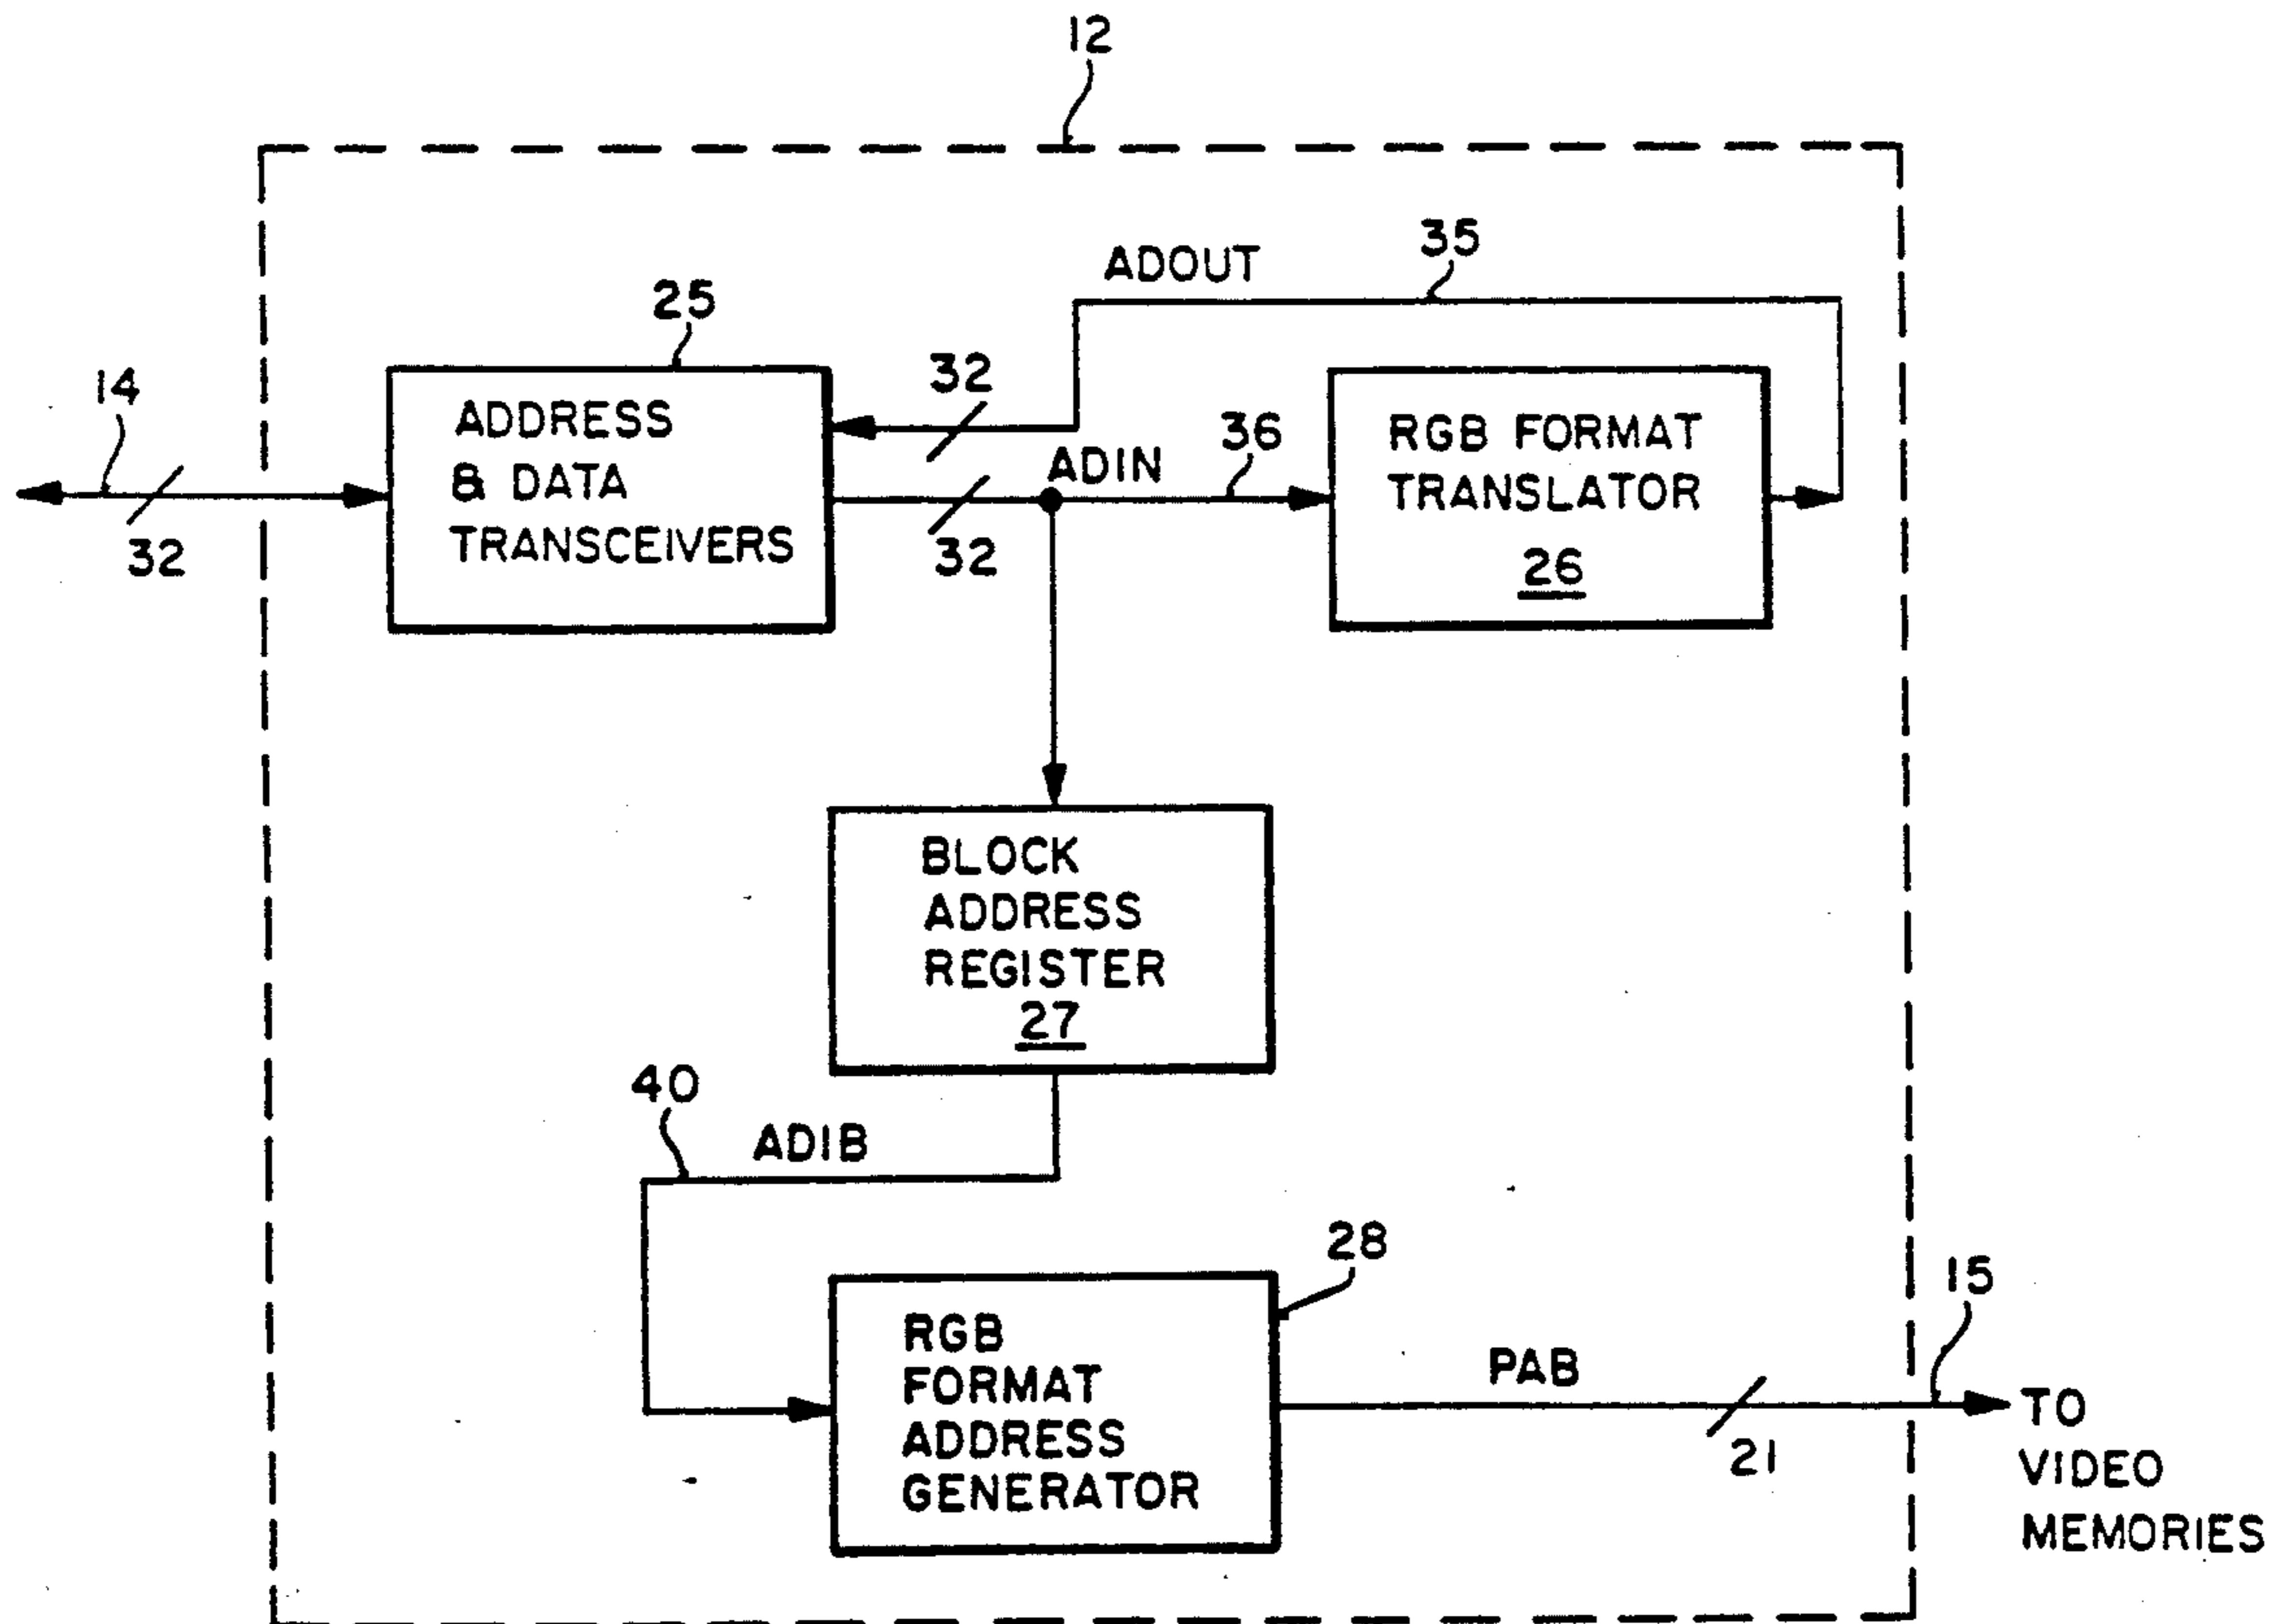 12
35
ADOUT
25
14
32
36
ADIN
ADDRESS
& DATA
TRANSCEIVERS
RGB FORMAT
TRANSLATOR
26
32
32
BLOCK
ADDRESS
REGISTER
27
40
ADIB
28
15
RGB
FORMAT
ADDRESS
GENERATOR
PAB
21
TO
VIDEO
MEMORIES